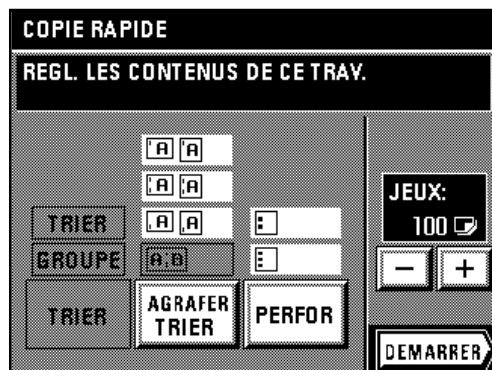 COPIE RAPIDE
REGL. LES CONTENUS DE CE TRAV.
A A
A A
TRIER A A
GROUPE A B
TRIER
AGRAFER
TRIER
PERFOR
JEUX:
100
− +
DEMARRER